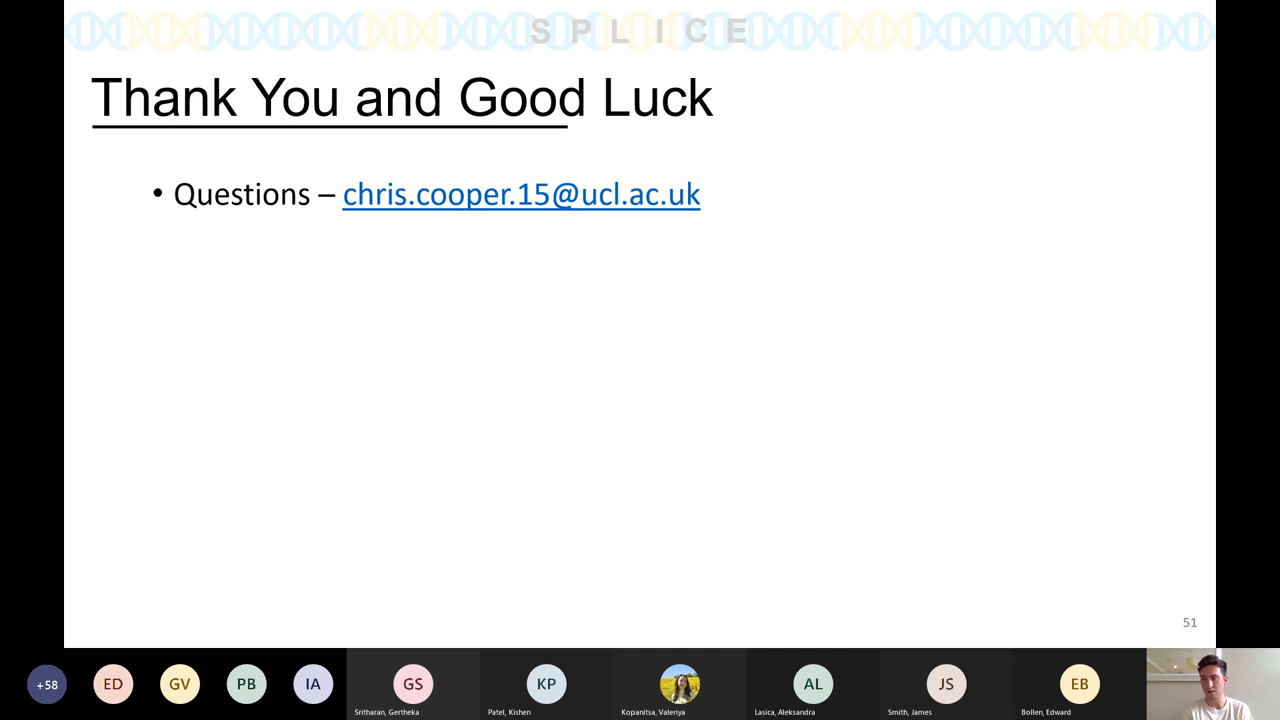 S P L I C E
Thank You and Good Luck
• Questions – chris.cooper.15@ucl.ac.uk
51
+58
ED
GV
PB
IA
GS
KP
AL
JS
EB
Sritharan, Gertheka
Patel, Kishen
Kopanitsa, Valeriya
Lasica, Aleksandra
Smith, James
Bollen, Edward